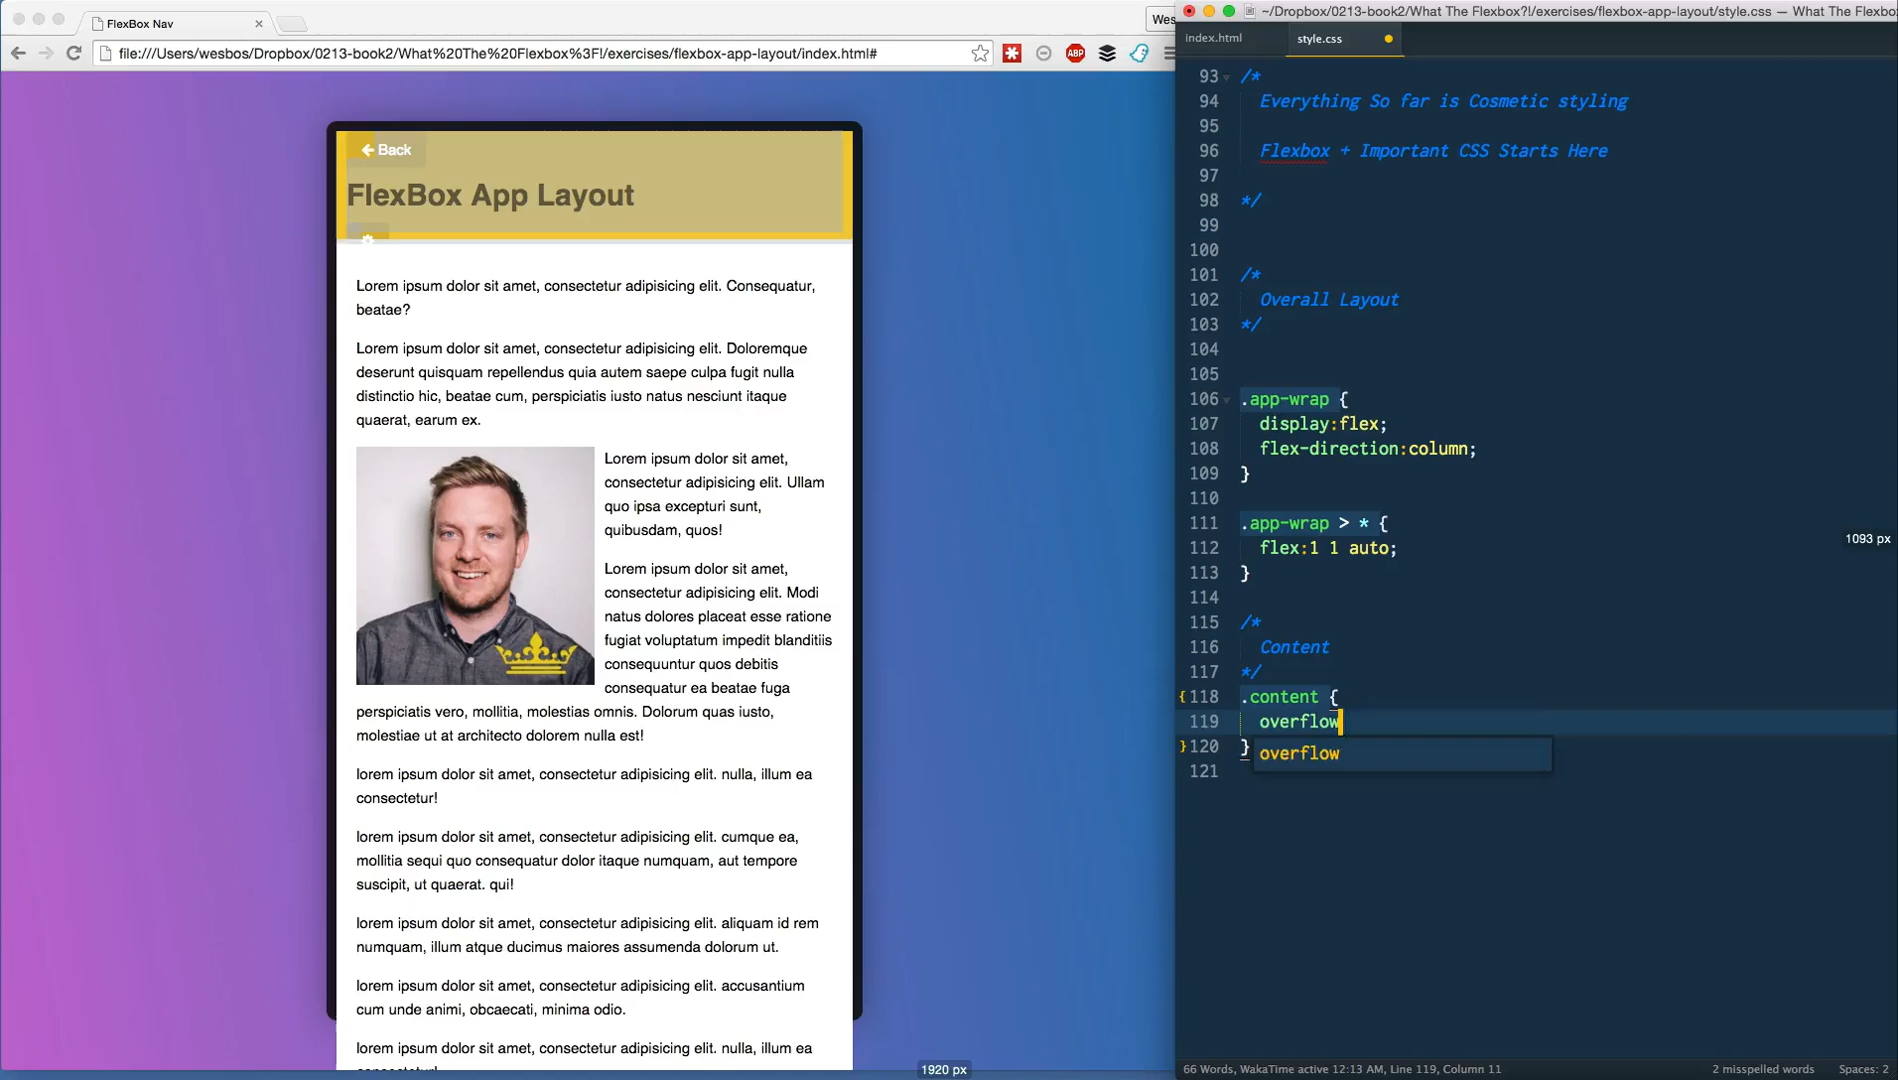 FlexBox Nav
Wes
file:///Users/wesbos/Dropbox/0213-book2/What%20The%20Flexbox%3F!/exercises/flexbox-app-layout/index.html#
ABP
Back
FlexBox App Layout
Lorem ipsum dolor sit amet, consectetur adipisicing elit. Consequatur,
beatae?
Lorem ipsum dolor sit amet, consectetur adipisicing elit. Doloremque
deserunt quisquam repellendus quia autem saepe culpa fugit nulla
distinctio hic, beatae cum, perspiciatis iusto natus nesciunt itaque
quaerat, earum ex.
Lorem ipsum dolor sit amet,
consectetur adipisicing elit. Ullam
quo ipsa excepturi sunt,
quibusdam, quos!
Lorem ipsum dolor sit amet,
consectetur adipisicing elit. Modi
natus dolores placeat esse ratione
fugiat voluptatum impedit blanditiis
consequuntur quos debitis
consequatur ea beatae fuga
perspiciatis vero, mollitia, molestias omnis. Dolorum quas iusto,
molestiae ut at architecto dolorem nulla est!
lorem ipsum dolor sit amet, consectetur adipisicing elit. nulla, illum ea
consectetur!
lorem ipsum dolor sit amet, consectetur adipisicing elit. cumque ea,
mollitia sequi quo consequatur dolor itaque numquam, aut tempore
suscipit, ut quaerat. qui!
lorem ipsum dolor sit amet, consectetur adipisicing elit. aliquam id rem
numquam, illum atque ducimus maiores assumenda dolorum ut.
lorem ipsum dolor sit amet, consectetur adipisicing elit. accusantium
cum unde animi, obcaecati, minima odio.
lorem ipsum dolor sit amet, consectetur adipisicing elit. nulla, illum ea
1920 px
~/Dropbox/0213-book2/What The Flexbox?!/exercises/flexbox-app-layout/style.css — What The Flexbo
index.html
style.css
93 /*
94 Everything So far is Cosmetic styling
95
96 Flexbox + Important CSS Starts Here
97
98 */
99
100
101 /*
102 Overall Layout
103 */
104
105
106 .app-wrap {
107 display:flex;
108 flex-direction:column;
109 }
110
111 .app-wrap > * {
112 flex:1 1 auto;
113 }
114
115 /*
116 Content
117 */
{ 118 .content {
119 overflow
} 120 }
overflow
121
1093 px
66 Words, WakaTime active 12:13 AM, Line 119, Column 11
2 misspelled words
Spaces: 2